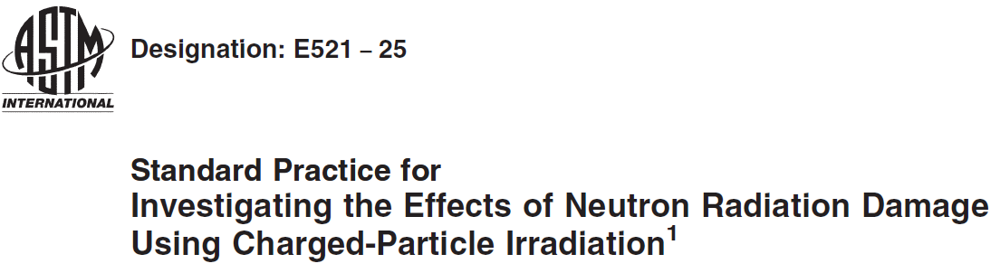 ASTM
INTERNATIONAL
Designation: E521 – 25
Standard Practice for
Investigating the Effects of Neutron Radiation Damage
Using Charged-Particle Irradiation1